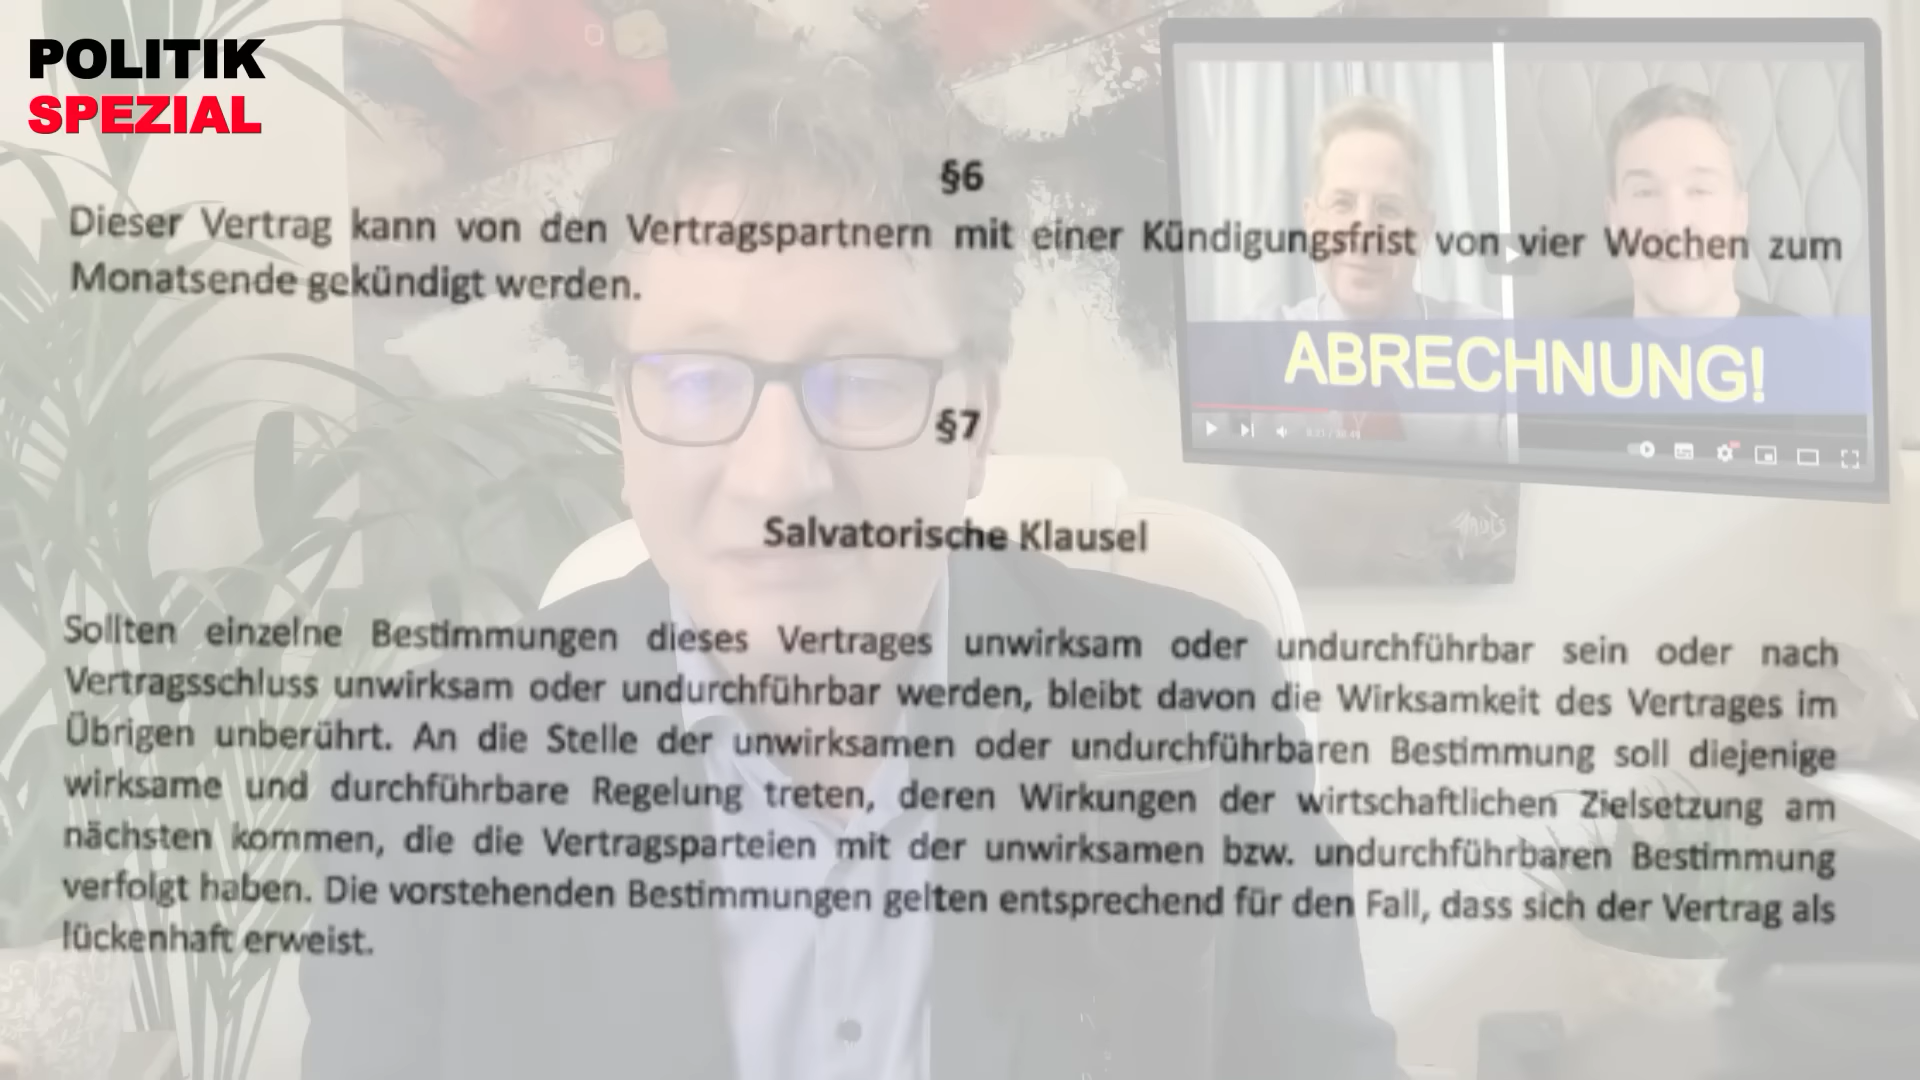 POLITIK
SPEZIAL
§6
Dieser Vertrag kann von den Vertragspartnern mit einer Kündigungsfrist von vier Wochen zum
Monatsende gekündigt werden.
ABRECHNUNG!
§7
Salvatorische Klausel
Sollten einzelne Bestimmungen dieses Vertrages unwirksam oder undurchführbar sein oder nach
Vertragsschluss unwirksam oder undurchführbar werden, bleibt davon die Wirksamkeit des Vertrages im
Übrigen unberührt. An die Stelle der unwirksamen oder undurchführbaren Bestimmung soll diejenige
wirksame und durchführbare Regelung treten, deren Wirkungen der wirtschaftlichen Zielsetzung am
nächsten kommen, die die Vertragsparteien mit der unwirksamen bzw. undurchführbaren Bestimmung
verfolgt haben. Die vorstehenden Bestimmungen gelten entsprechend für den Fall, dass sich der Vertrag als
lückenhaft erweist.